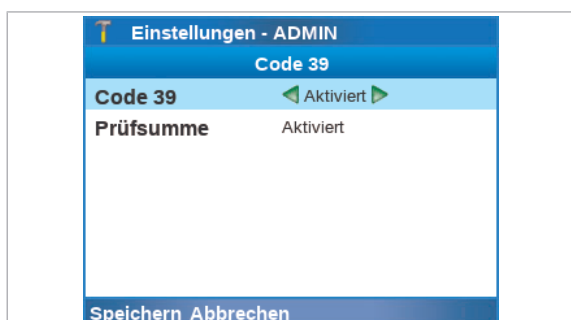 Einstellungen - ADMIN
Code 39
Code 39 Aktiviert
Prüfsumme Aktiviert
Speichern Abbrechen